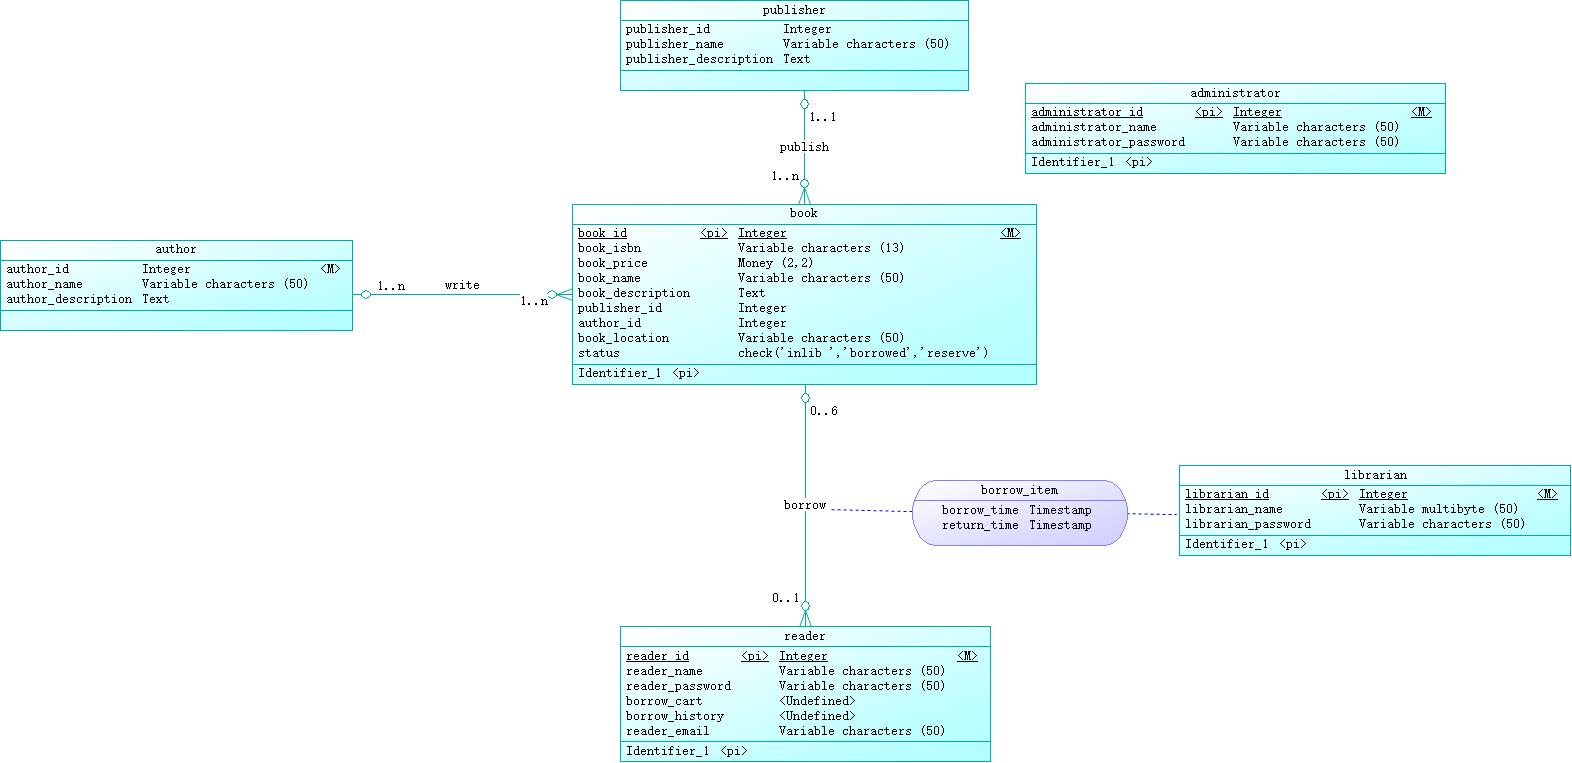 publisher
publisher_id Integer
publisher_name Variable characters (50)
publisher_description Text
1..1
publish
1..n
administrator
administrator_id <pi> Integer <M>
administrator_name Variable characters (50)
administrator_password Variable characters (50)
Identifier_1 <pi>
author
author_id Integer <M>
author_name Variable characters (50)
author_description Text
1..n
write
1..n
book
book_id <pi> Integer <M>
book_isbn Variable characters (13)
book_price Money (2,2)
book_name Variable characters (50)
book_description Text
publisher_id Integer
author_id Integer
book_location Variable characters (50)
status check('inlib ','borrowed','reserve')
Identifier_1 <pi>
0..6
borrow
0..1
borrow_item
borrow_time Timestamp
return_time Timestamp
librarian
librarian_id <pi> Integer <M>
librarian_name Variable multibyte (50)
librarian_password Variable characters (50)
Identifier_1 <pi>
reader
reader_id <pi> Integer <M>
reader_name Variable characters (50)
reader_password Variable characters (50)
borrow_cart <Undefined>
borrow_history <Undefined>
reader_email Variable characters (50)
Identifier_1 <pi>